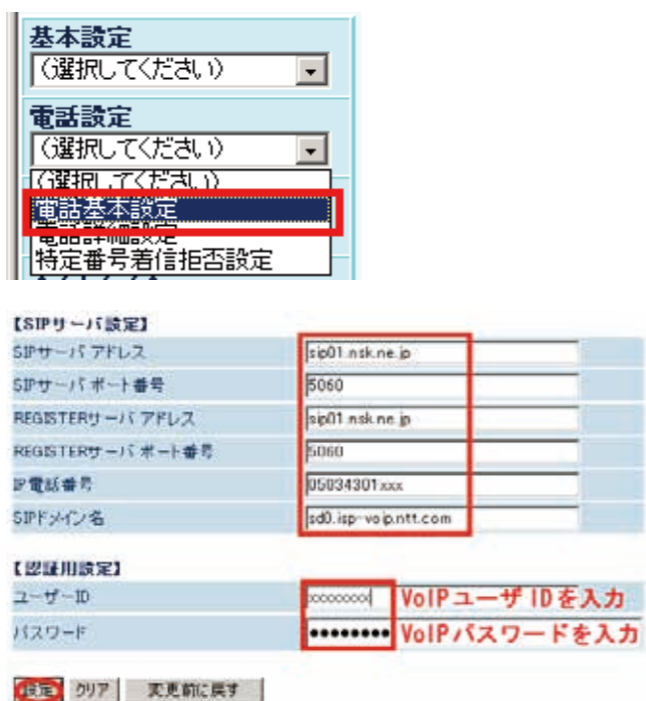 基本設定
(選択してください)
電話設定
(選択してください)
(選択してください)
電話基本設定
電話詳細設定
特定番号着信拒否設定
【SIPサーバ設定】
SIPサーバ アドレス sip01.nsk.ne.jp
SIPサーバ ポート番号 5060
REGISTERサーバ アドレス sip01.nsk.ne.jp
REGISTERサーバ ポート番号 5060
IP電話番号 05034301xxx
SIPドメイン名 sd0.isp-voip.ntt.com
【認証用設定】
ユーザーID xxxxxxxx VoIPユーザIDを入力
パスワード ●●●●●●●● VoIPパスワードを入力
設定 クリア 変更前に戻す